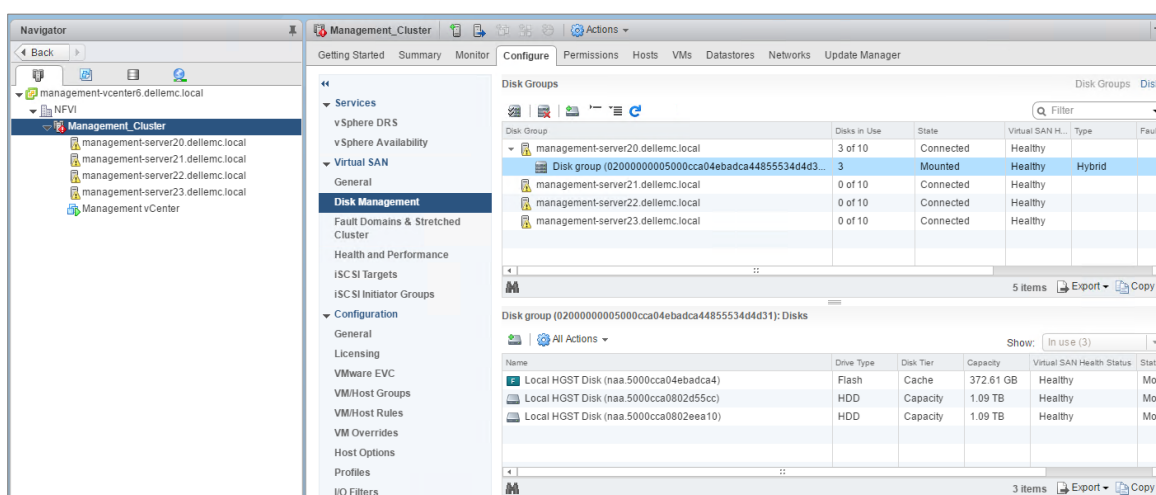 Navigator
Back
management-vcenter6.dellemc.local
NFVI
Management_Cluster
management-server20.dellemc.local
management-server21.dellemc.local
management-server22.dellemc.local
management-server23.dellemc.local
Management vCenter
Management_Cluster Actions
Getting Started Summary Monitor Configure Permissions Hosts VMs Datastores Networks Update Manager
Services
vSphere DRS
vSphere Availability
Virtual SAN
General
Disk Management
Fault Domains & Stretched
Cluster
Health and Performance
iSCSI Targets
iSCSI Initiator Groups
Configuration
General
Licensing
VMware EVC
VM/Host Groups
VM/Host Rules
VM Overrides
Host Options
Profiles
I/O Filters
Disk Groups
Disk Groups Dis
Filter
Disk Group Disks in Use State Virtual SAN H... Type Faul
management-server20.dellemc.local 3 of 10 Connected Healthy
Disk group (02000000005000cca04ebadca44855534d4d3... 3 Mounted Healthy Hybrid
management-server21.dellemc.local 0 of 10 Connected Healthy
management-server22.dellemc.local 0 of 10 Connected Healthy
management-server23.dellemc.local 0 of 10 Connected Healthy
5 items Export Copy
Disk group (02000000005000cca04ebadca44855534d4d31): Disks
All Actions
Show: In use (3)
Name Drive Type Disk Tier Capacity Virtual SAN Health Status Stat
F Local HGST Disk (naa.5000cca04ebadca4) Flash Cache 372.61 GB Healthy Mo
Local HGST Disk (naa.5000cca0802d55cc) HDD Capacity 1.09 TB Healthy Mo
Local HGST Disk (naa.5000cca0802eea10) HDD Capacity 1.09 TB Healthy Mo
3 items Export Copy